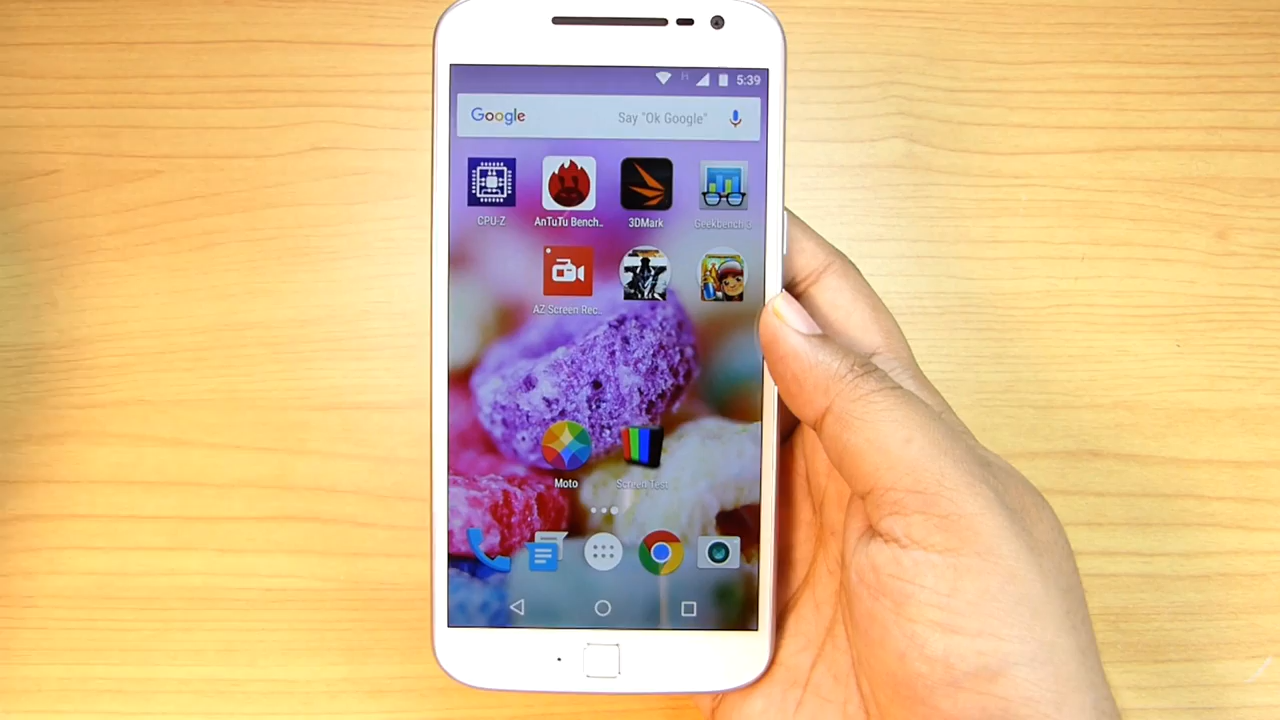 H 5:39
Google Say "Ok Google"
CPU-Z AnTuTu Bench.. 3DMark Geekbench 3
AZ Screen Rec..
Moto Screen Test